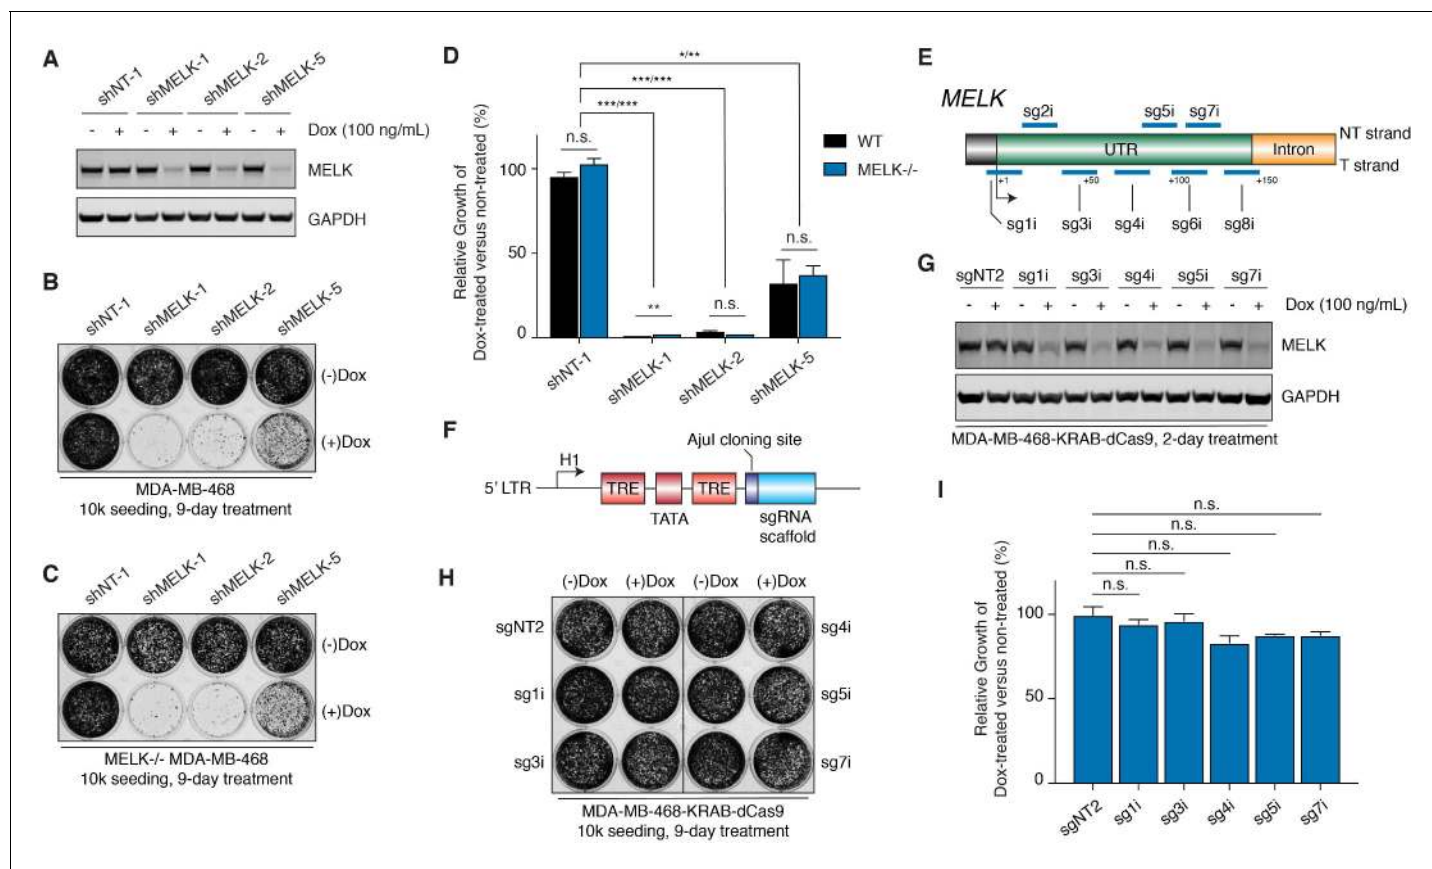 A
shNT-1 shMELK-1 shMELK-2 shMELK-5
- + - + - + - + Dox (100 ng/mL)
MELK
GAPDH
B
shNT-1 shMELK-1 shMELK-2 shMELK-5
(-)Dox
(+)Dox
MDA-MB-468
10k seeding, 9-day treatment
C
shNT-1 shMELK-1 shMELK-2 shMELK-5
(-)Dox
(+)Dox
MELK-/- MDA-MB-468
10k seeding, 9-day treatment
D
Relative Growth of
Dox-treated versus non-treated (%)
100
50
0
*/**
***/***
***/***
n.s.
**
n.s.
n.s.
WT
MELK-/-
shNT-1 shMELK-1 shMELK-2 shMELK-5
E
MELK
sg2i sg5i sg7i
NT strand
UTR Intron
T strand
+1 +50 +100 +150
sg1i sg3i sg4i sg6i sg8i
F
AjuI cloning site
H1
5' LTR TRE TRE
TATA sgRNA
scaffold
G
sgNT2 sg1i sg3i sg4i sg5i sg7i
- + - + - + - + - + - + Dox (100 ng/mL)
MELK
GAPDH
MDA-MB-468-KRAB-dCas9, 2-day treatment
H
(-)Dox (+)Dox (-)Dox (+)Dox
sgNT2 sg4i
sg1i sg5i
sg3i sg7i
MDA-MB-468-KRAB-dCas9
10k seeding, 9-day treatment
I
Relative Growth of
Dox-treated versus non-treated (%)
100
50
0
n.s.
n.s.
n.s.
n.s.
n.s.
sgNT2 sg1i sg3i sg4i sg5i sg7i